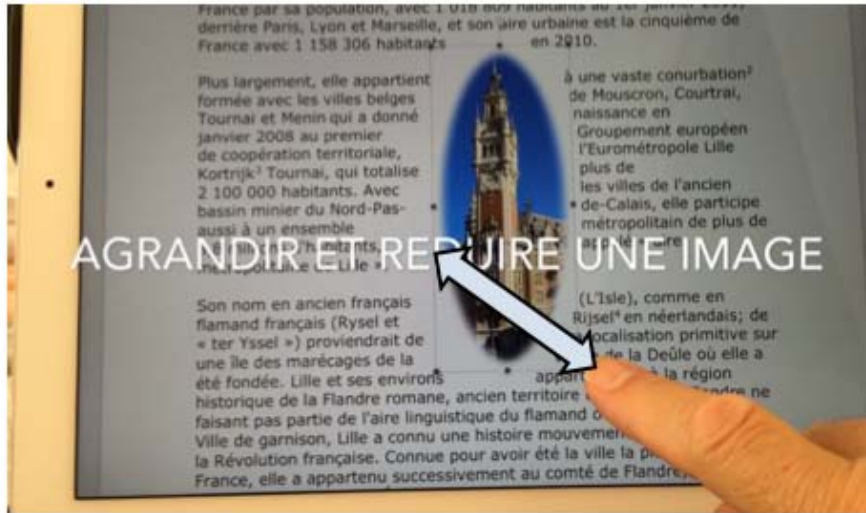 France par sa population, avec 1 018 809 habitants au 1er janvier
derrière Paris, Lyon et Marseille, et son aire urbaine est la cinquième de
France avec 1 158 306 habitants en 2010.
Plus largement, elle appartient à une vaste conurbation²
formée avec les villes belges de Mouscron, Courtrai,
Tournai et Menin qui a donné naissance en
janvier 2008 au premier Groupement européen
de coopération territoriale, l'Eurométropole Lille
Kortrijk³ Tournai, qui totalise plus de
2 100 000 habitants. Avec les villes de l'ancien
bassin minier du Nord-Pas- de-Calais, elle participe
aussi à un ensemble métropolitain de plus de
habitants,
AGRANDIR ET REDUIRE UNE IMAGE
de Lille »
Son nom en ancien français (L'Isle), comme en
flamand français (Rysel et Rijsel⁴ en néerlandais; de
« ter Yssel ») proviendrait de localisation primitive sur
une île des marécages de la de la Deûle où elle a
été fondée. Lille et ses environs à la région
historique de la Flandre romane, ancien territoire ne
faisant pas partie de l'aire linguistique du flamand
Ville de garnison, Lille a connu une histoire
la Révolution française. Connue pour avoir été la ville la
France, elle a appartenu successivement au comté de Flandre,